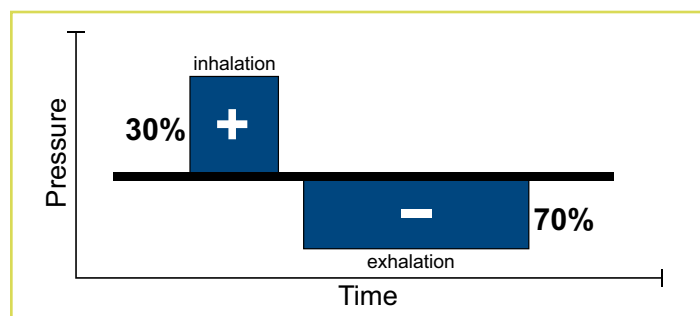 inhalation
30%
+
Pressure
−
70%
exhalation
Time